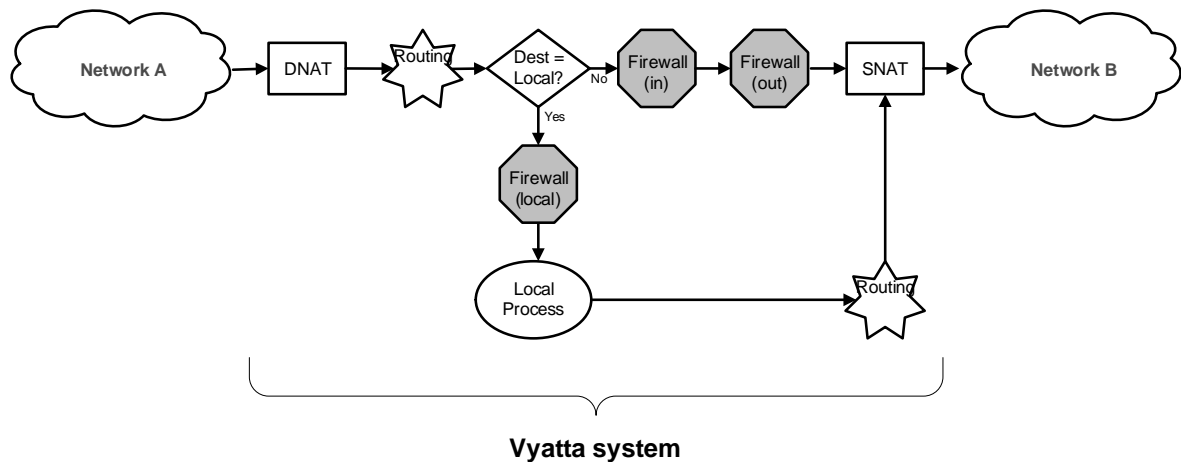 Network A
DNAT
Routing
Dest =
Local?
No
Firewall
(in)
Firewall
(out)
SNAT
Network B
Yes
Firewall
(local)
Local
Process
Routing
Vyatta system